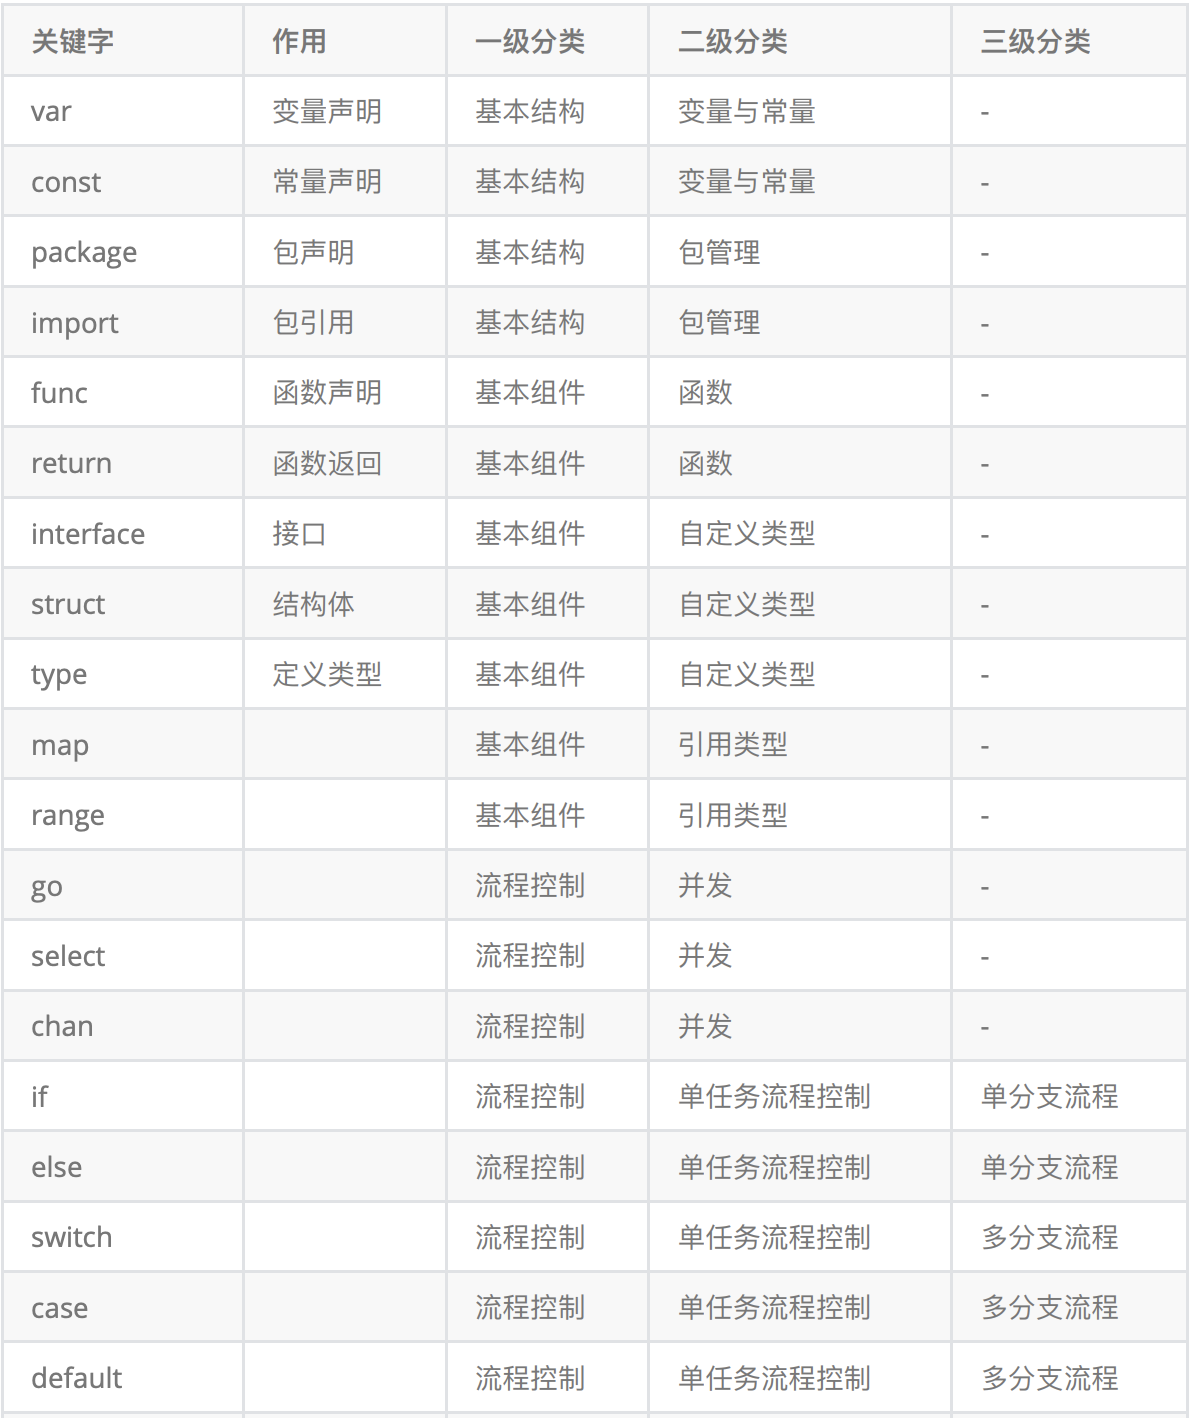 关键字 作用 一级分类 二级分类 三级分类
var 变量声明 基本结构 变量与常量 -
const 常量声明 基本结构 变量与常量 -
package 包声明 基本结构 包管理 -
import 包引用 基本结构 包管理 -
func 函数声明 基本组件 函数 -
return 函数返回 基本组件 函数 -
interface 接口 基本组件 自定义类型 -
struct 结构体 基本组件 自定义类型 -
type 定义类型 基本组件 自定义类型 -
map 基本组件 引用类型 -
range 基本组件 引用类型 -
go 流程控制 并发 -
select 流程控制 并发 -
chan 流程控制 并发 -
if 流程控制 单任务流程控制 单分支流程
else 流程控制 单任务流程控制 单分支流程
switch 流程控制 单任务流程控制 多分支流程
case 流程控制 单任务流程控制 多分支流程
default 流程控制 单任务流程控制 多分支流程